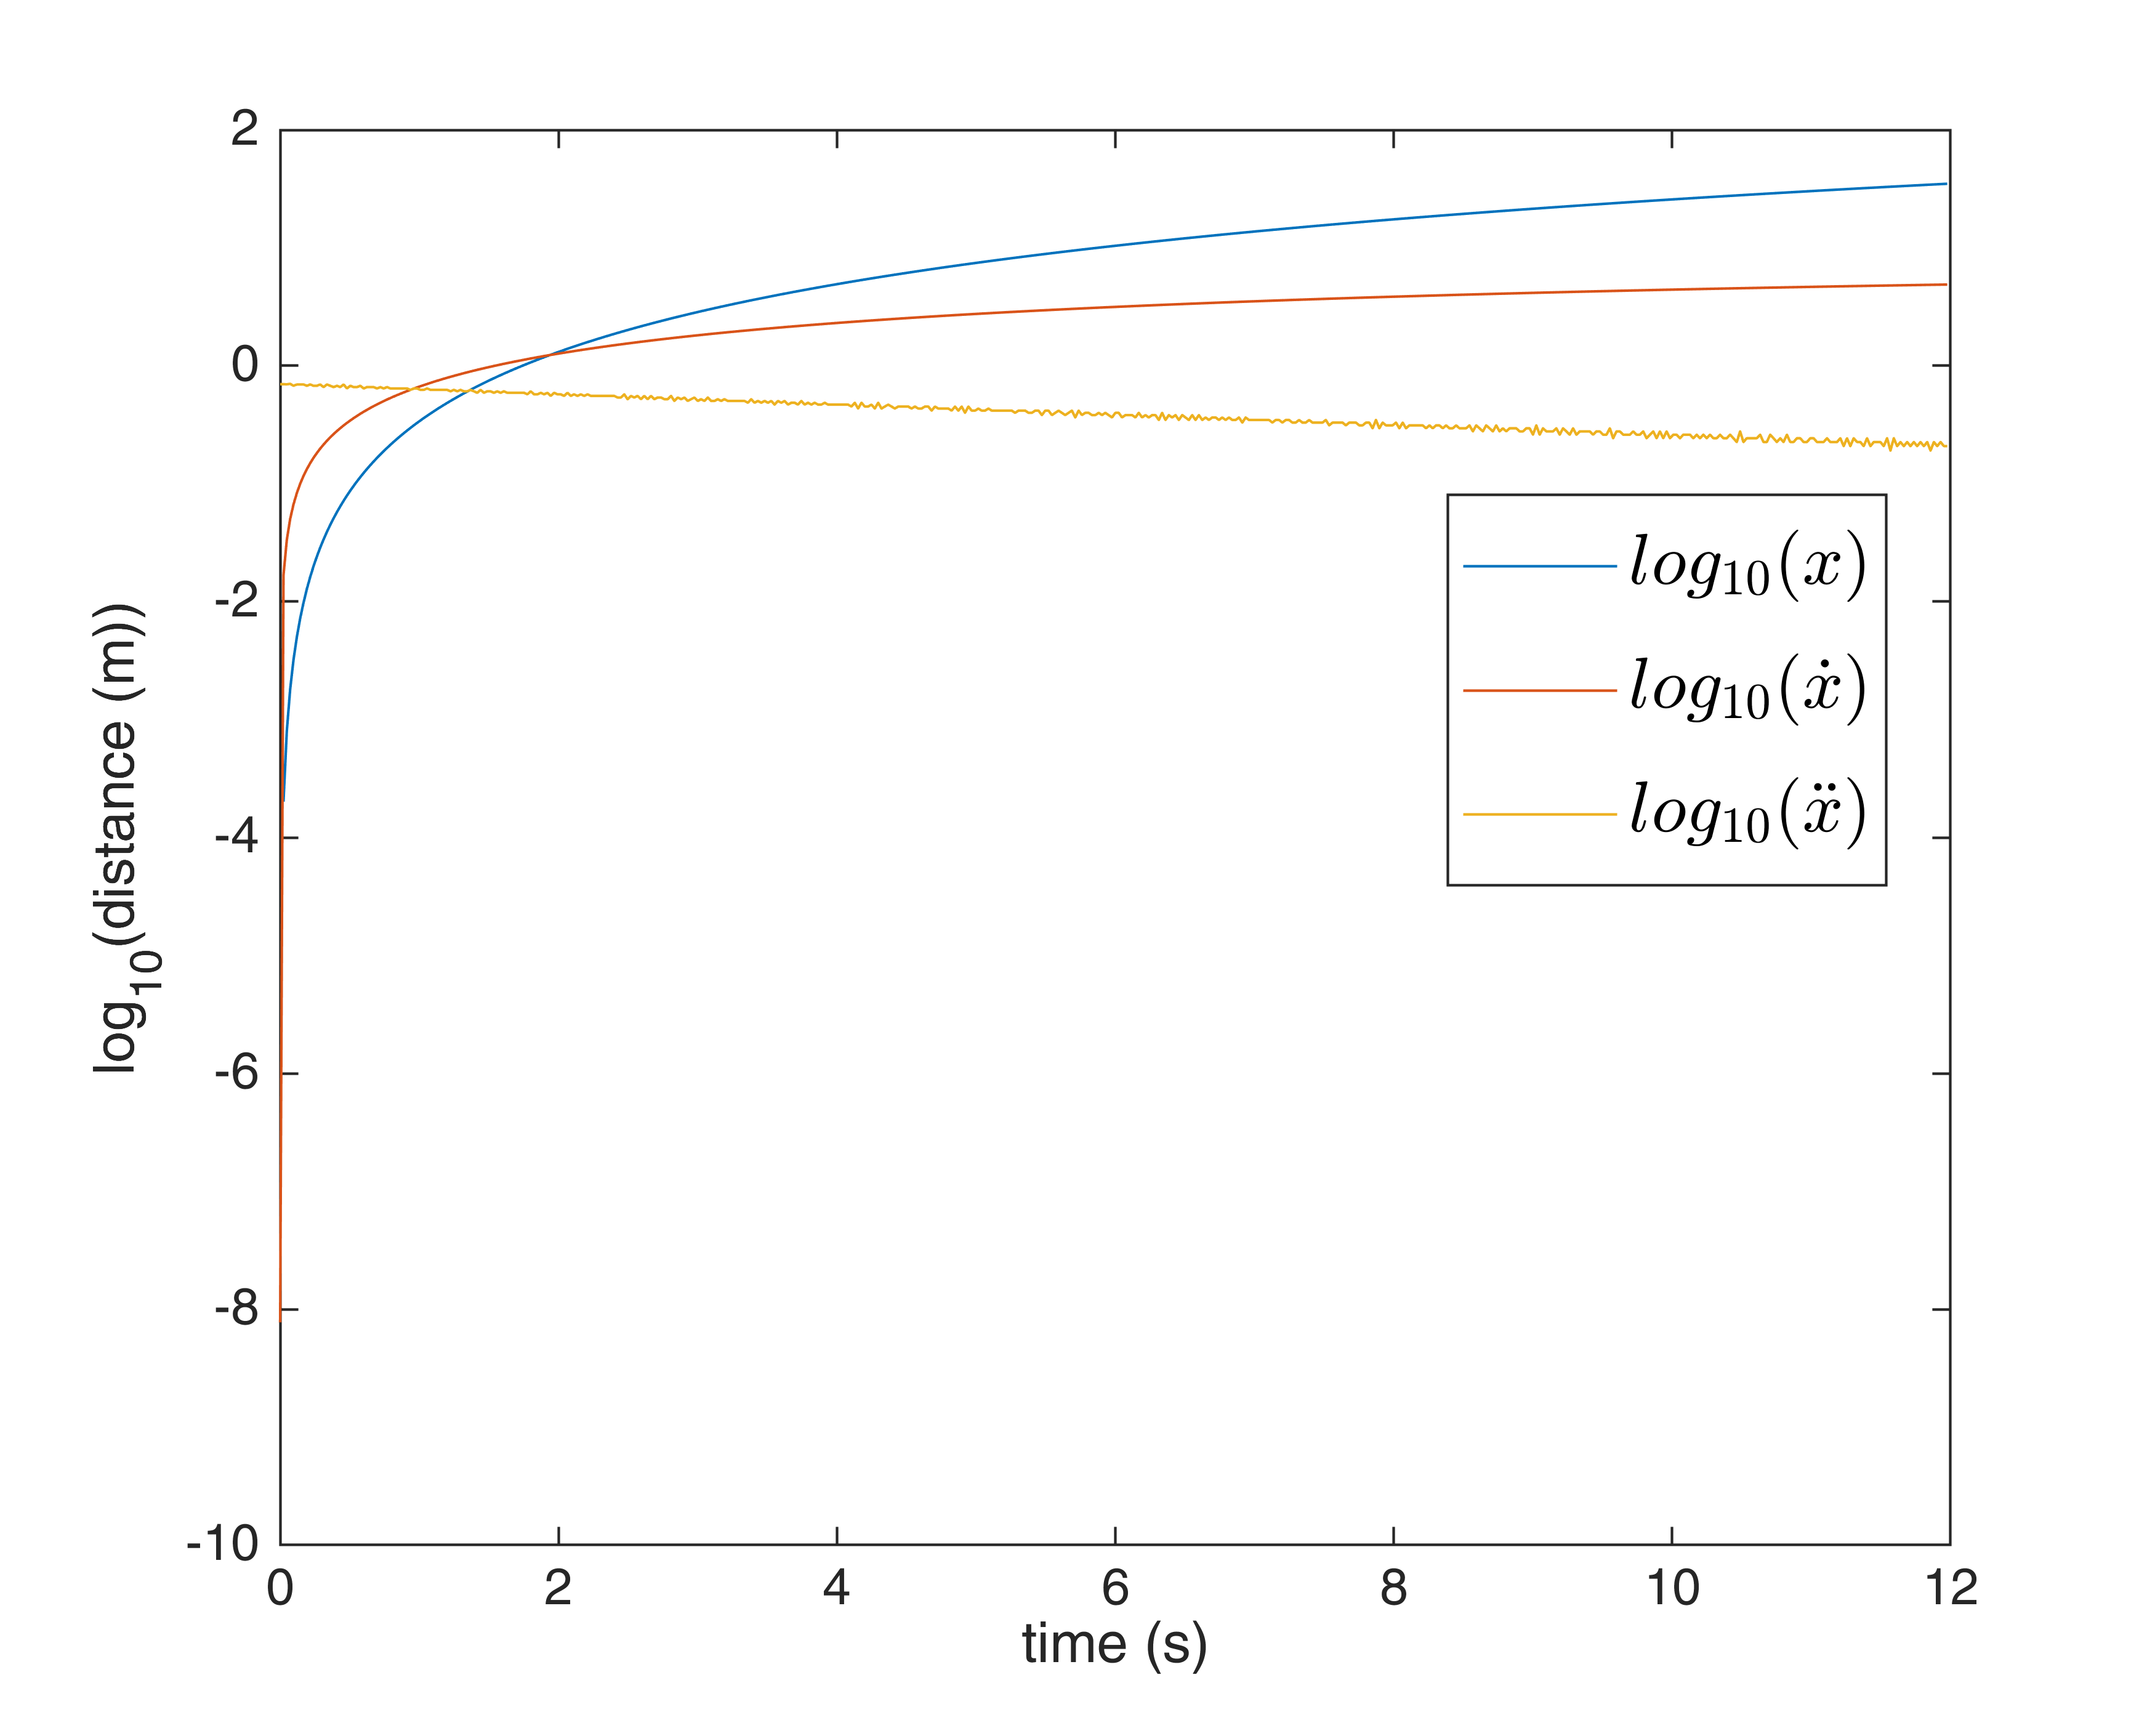 2
0
-2
-4
-6
-8
-10
0 2 4 6 8 10 12
time (s)
log₁₀(distance (m))
log₁₀(x)
log₁₀(ẋ)
log₁₀(ẍ)